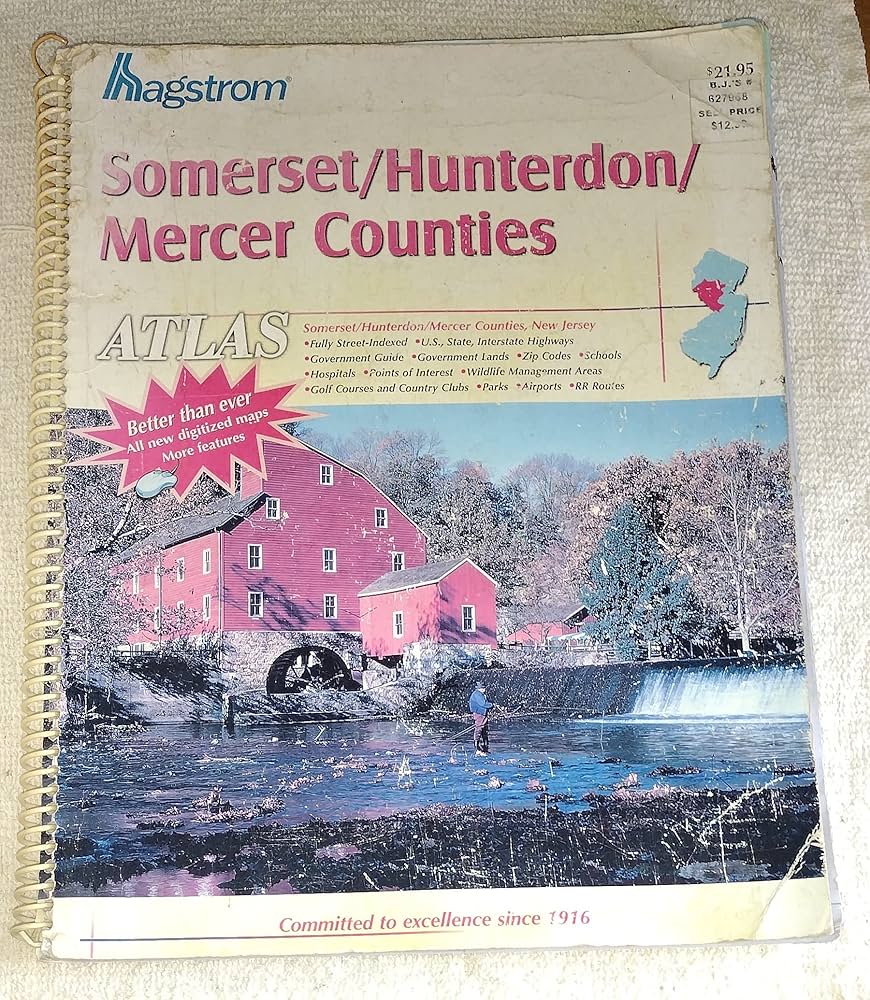 hagstrom®
$21.95
B.J.'S #
SELL PRICE
Somerset/Hunterdon/
Mercer Counties
ATLAS
Somerset/Hunterdon/Mercer Counties, New Jersey
•Fully Street-Indexed •U.S., State, Interstate Highways
•Government Guide •Government Lands •Zip Codes •Schools
•Hospitals •Points of Interest •Wildlife Management Areas
•Golf Courses and Country Clubs •Parks •Airports •RR Routes
Better than ever
All new digitized maps
More features
Committed to excellence since 1916